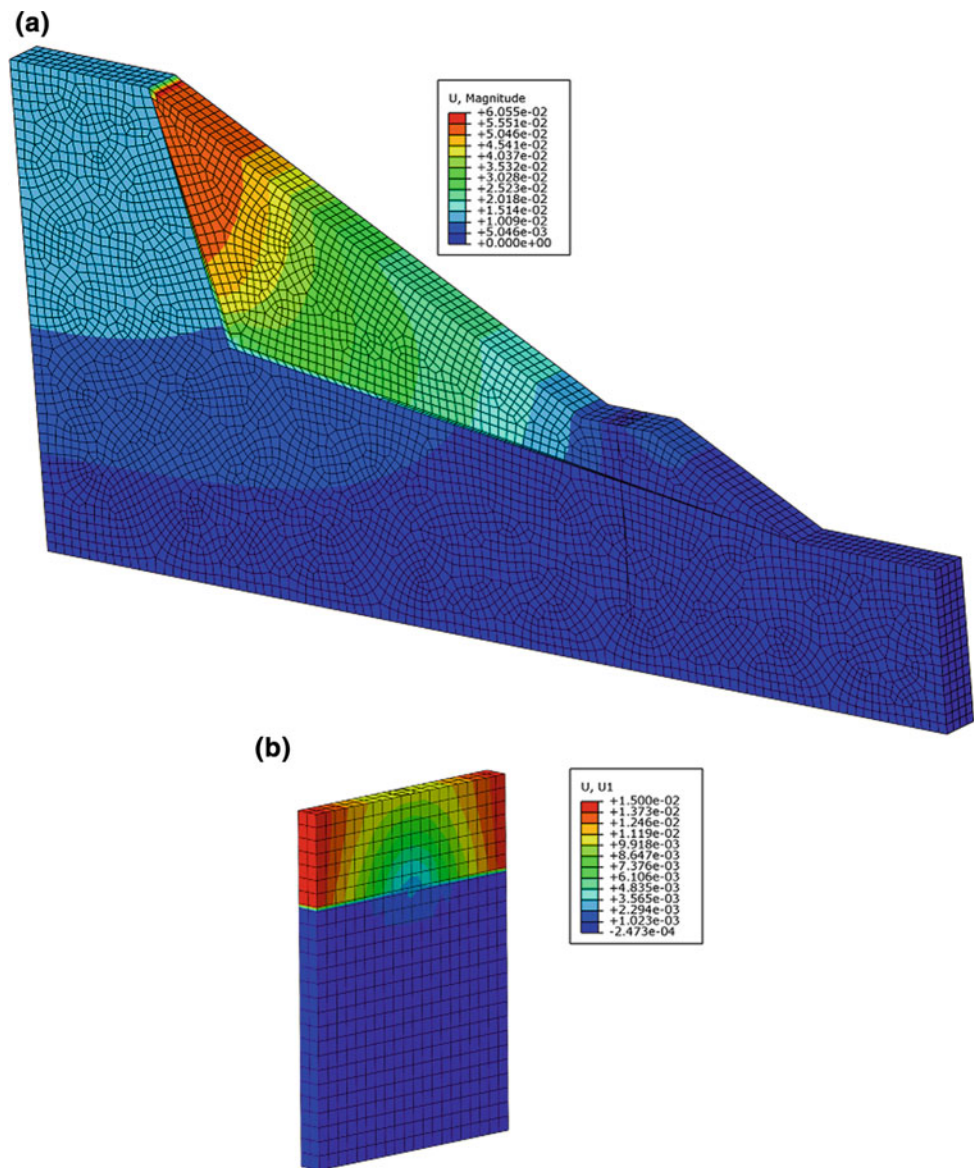 (a)
U, Magnitude
+6.055e-02
+5.551e-02
+5.046e-02
+4.541e-02
+4.037e-02
+3.532e-02
+3.028e-02
+2.523e-02
+2.018e-02
+1.514e-02
+1.009e-02
+5.046e-03
+0.000e+00
(b)
U, U1
+1.500e-02
+1.373e-02
+1.246e-02
+1.119e-02
+9.918e-03
+8.647e-03
+7.376e-03
+6.106e-03
+4.835e-03
+3.565e-03
+2.294e-03
+1.023e-03
-2.473e-04